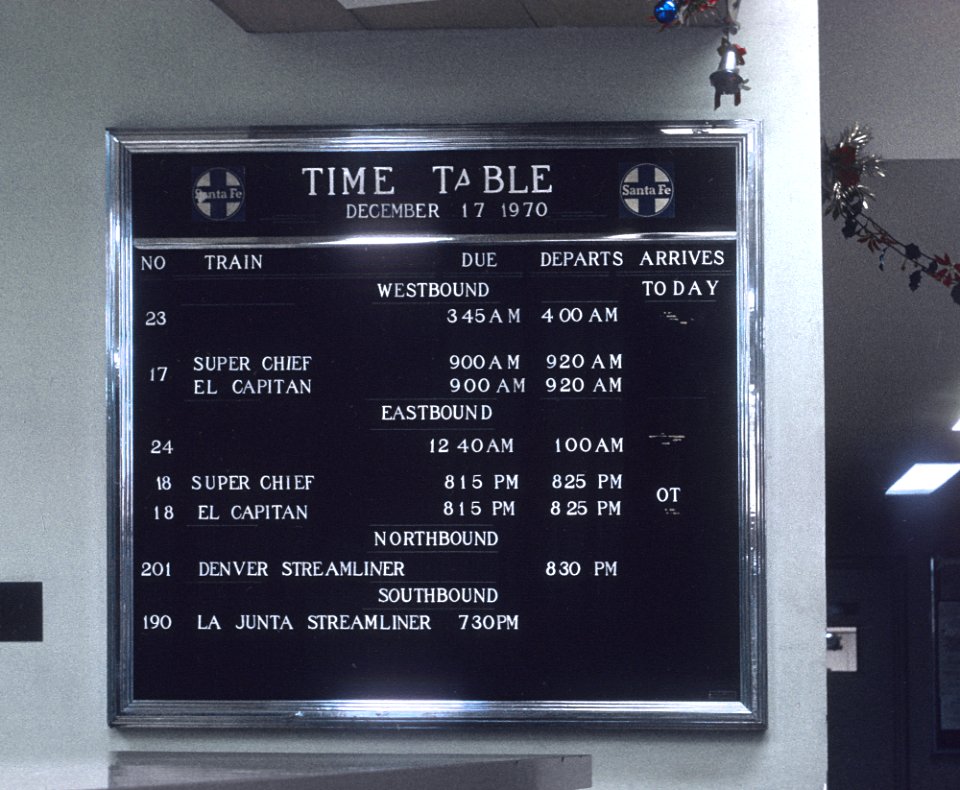 TIME TABLE
Santa Fe Santa Fe
DECEMBER 17 1970
NO TRAIN DUE DEPARTS ARRIVES
WESTBOUND TODAY
23 345AM 400AM
17 SUPER CHIEF 900AM 920AM
EL CAPITAN 900AM 920AM
EASTBOUND
24 1240AM 100AM
18 SUPER CHIEF 815 PM 825 PM
OT
18 EL CAPITAN 815 PM 825 PM
NORTHBOUND
201 DENVER STREAMLINER 830 PM
SOUTHBOUND
190 LA JUNTA STREAMLINER 730PM